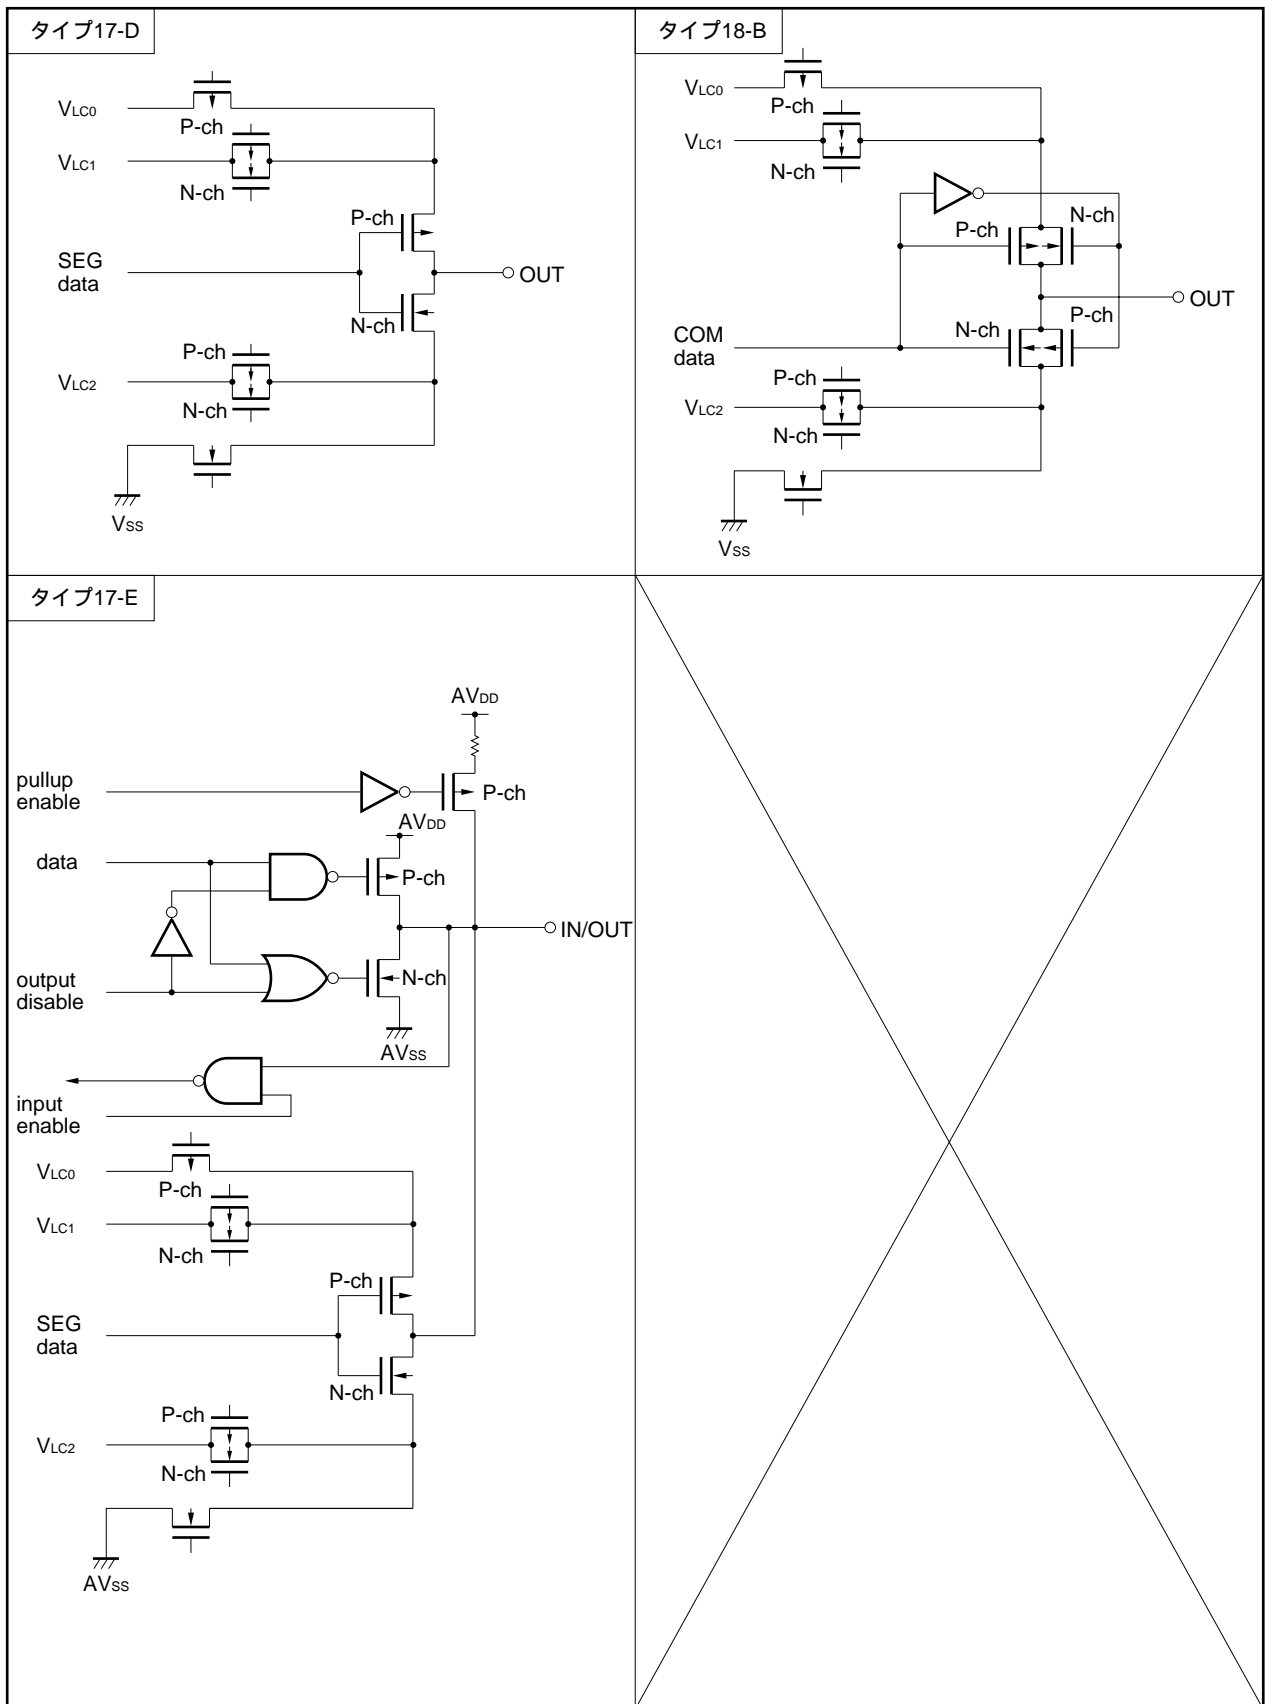 タイプ17-D
VLC0
P-ch
VLC1
N-ch
P-ch
SEG
data
OUT
N-ch
P-ch
VLC2
N-ch
VSS
タイプ18-B
VLC0
P-ch
VLC1
N-ch
N-ch
P-ch
OUT
P-ch
N-ch
COM
data
P-ch
VLC2
N-ch
VSS
タイプ17-E
AVDD
pullup
enable
P-ch
AVDD
data
P-ch
IN/OUT
N-ch
output
disable
AVSS
input
enable
VLC0
P-ch
VLC1
N-ch
P-ch
SEG
data
N-ch
P-ch
VLC2
N-ch
AVSS